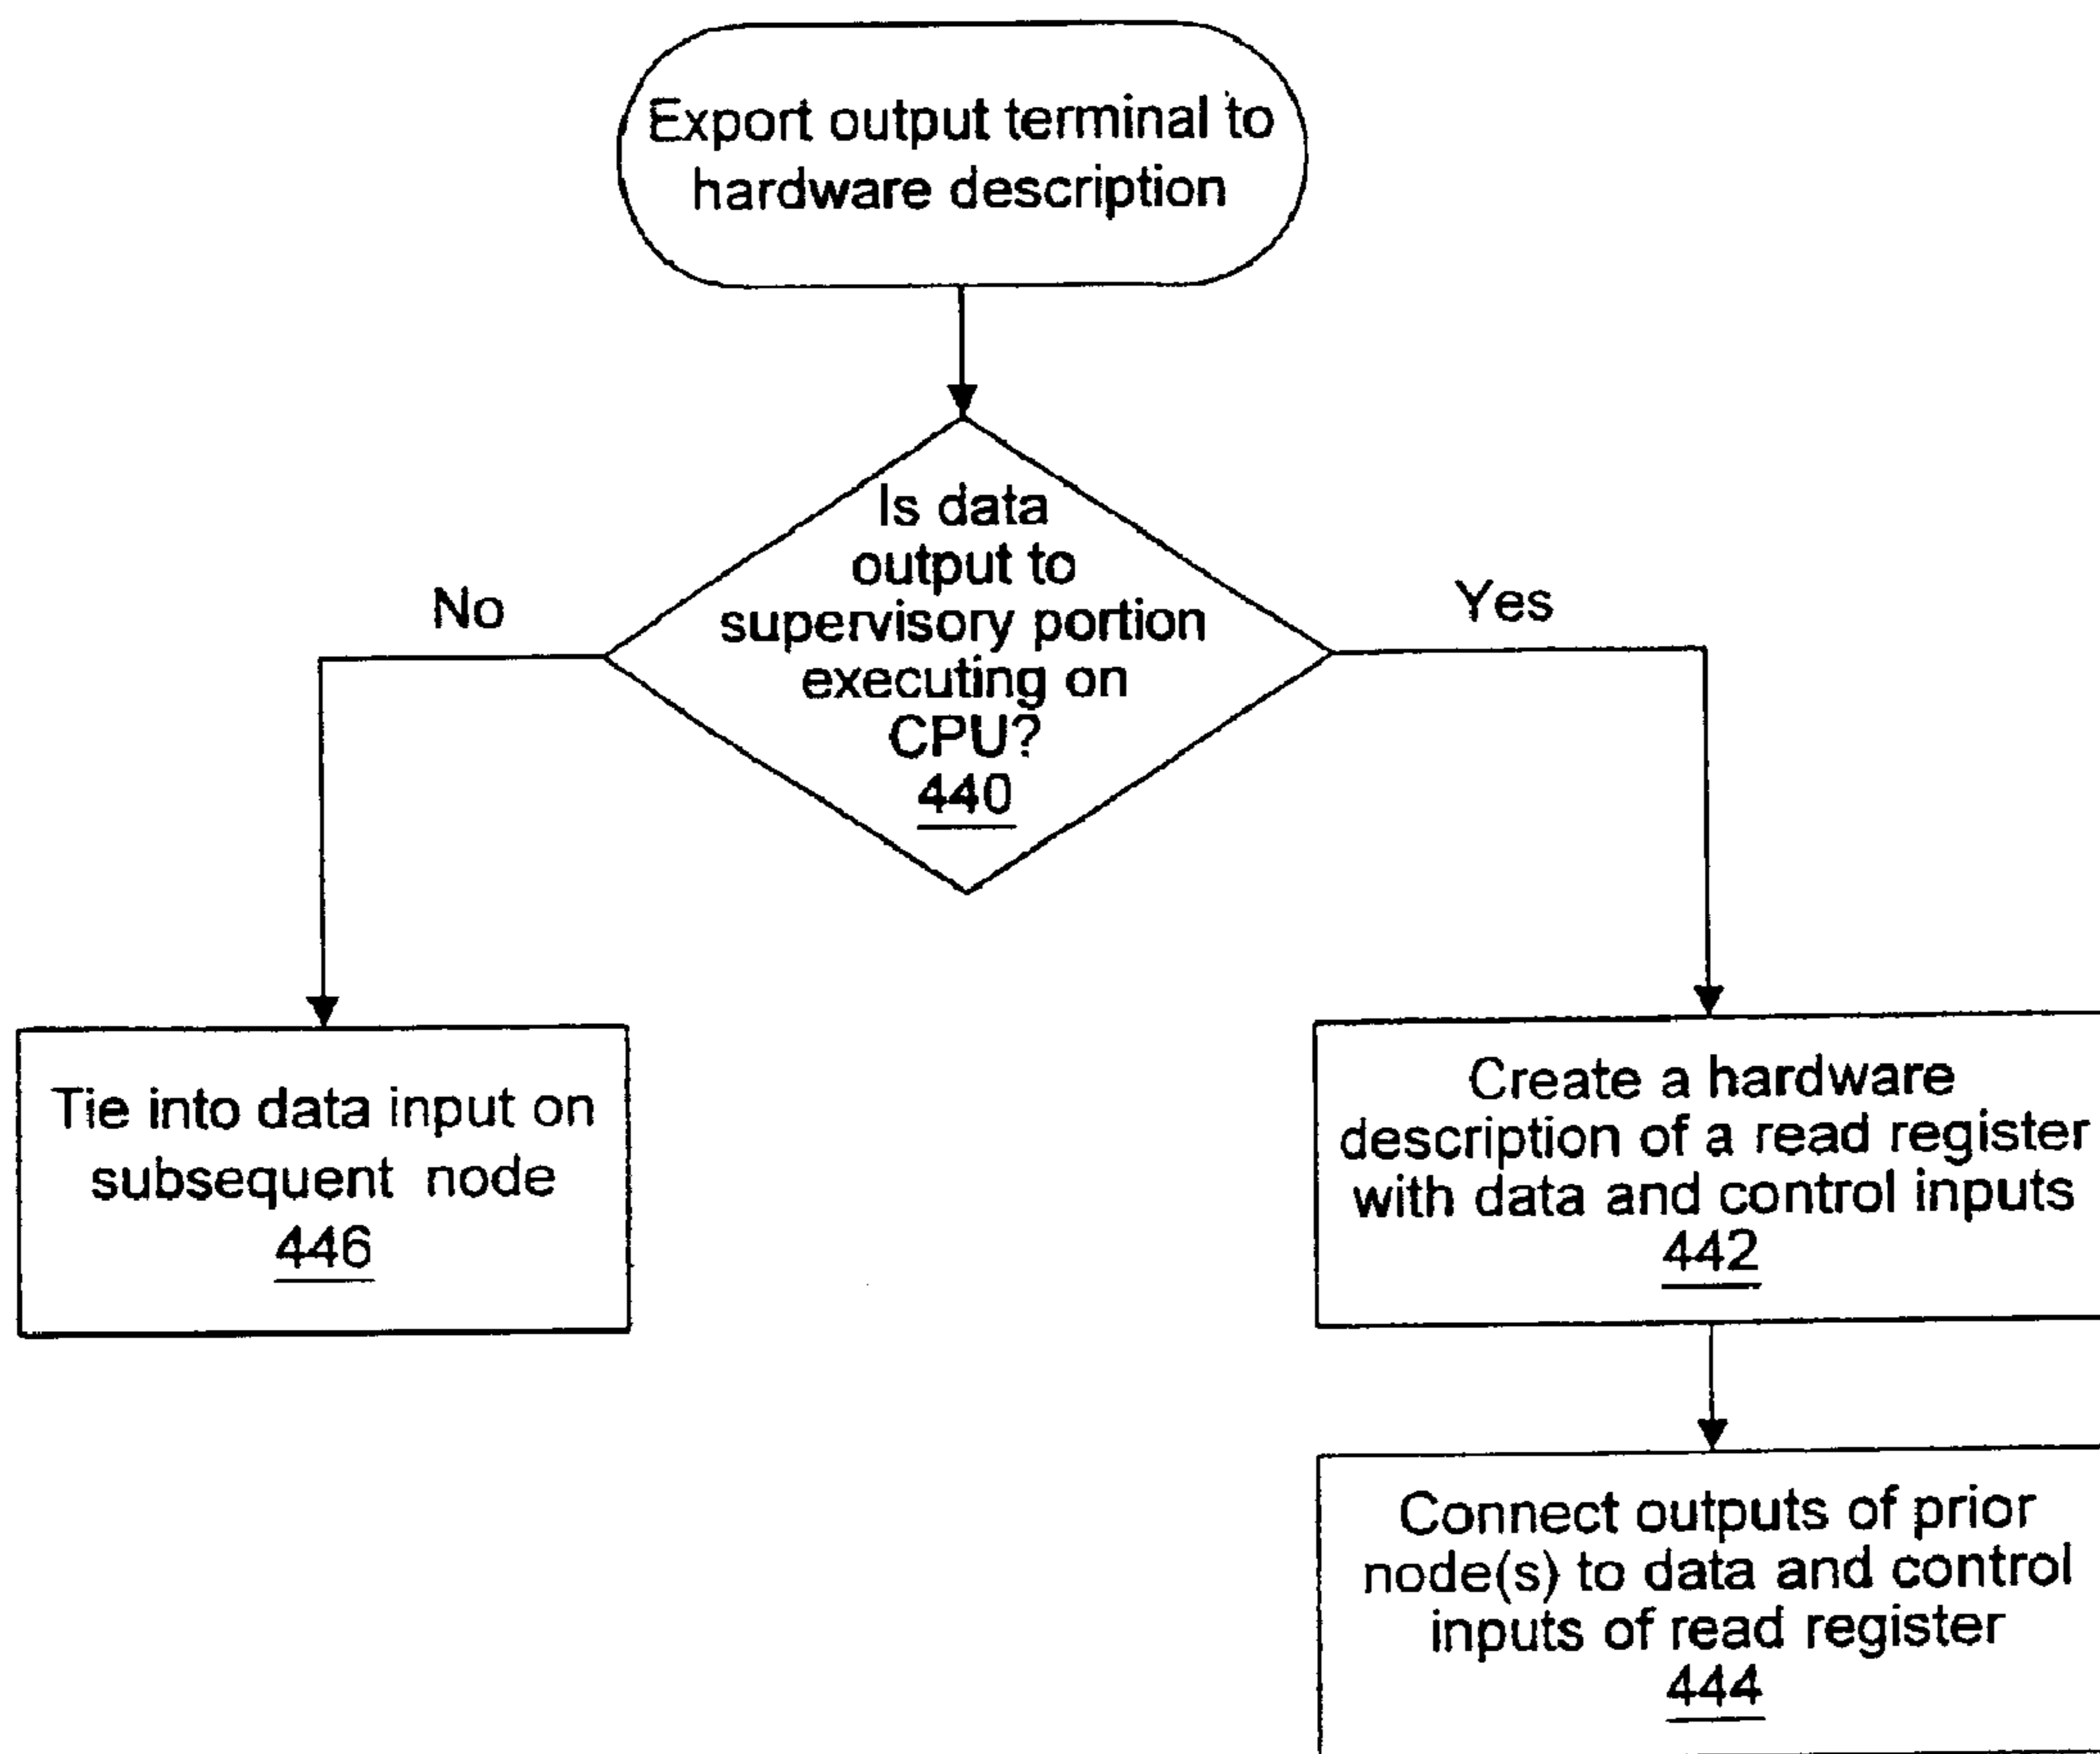 Export output terminal to
hardware description
Is data
output to
supervisory portion
executing on
CPU?
440
No
Yes
Tie into data input on
subsequent node
446
Create a hardware
description of a read register
with data and control inputs
442
Connect outputs of prior
node(s) to data and control
inputs of read register
444